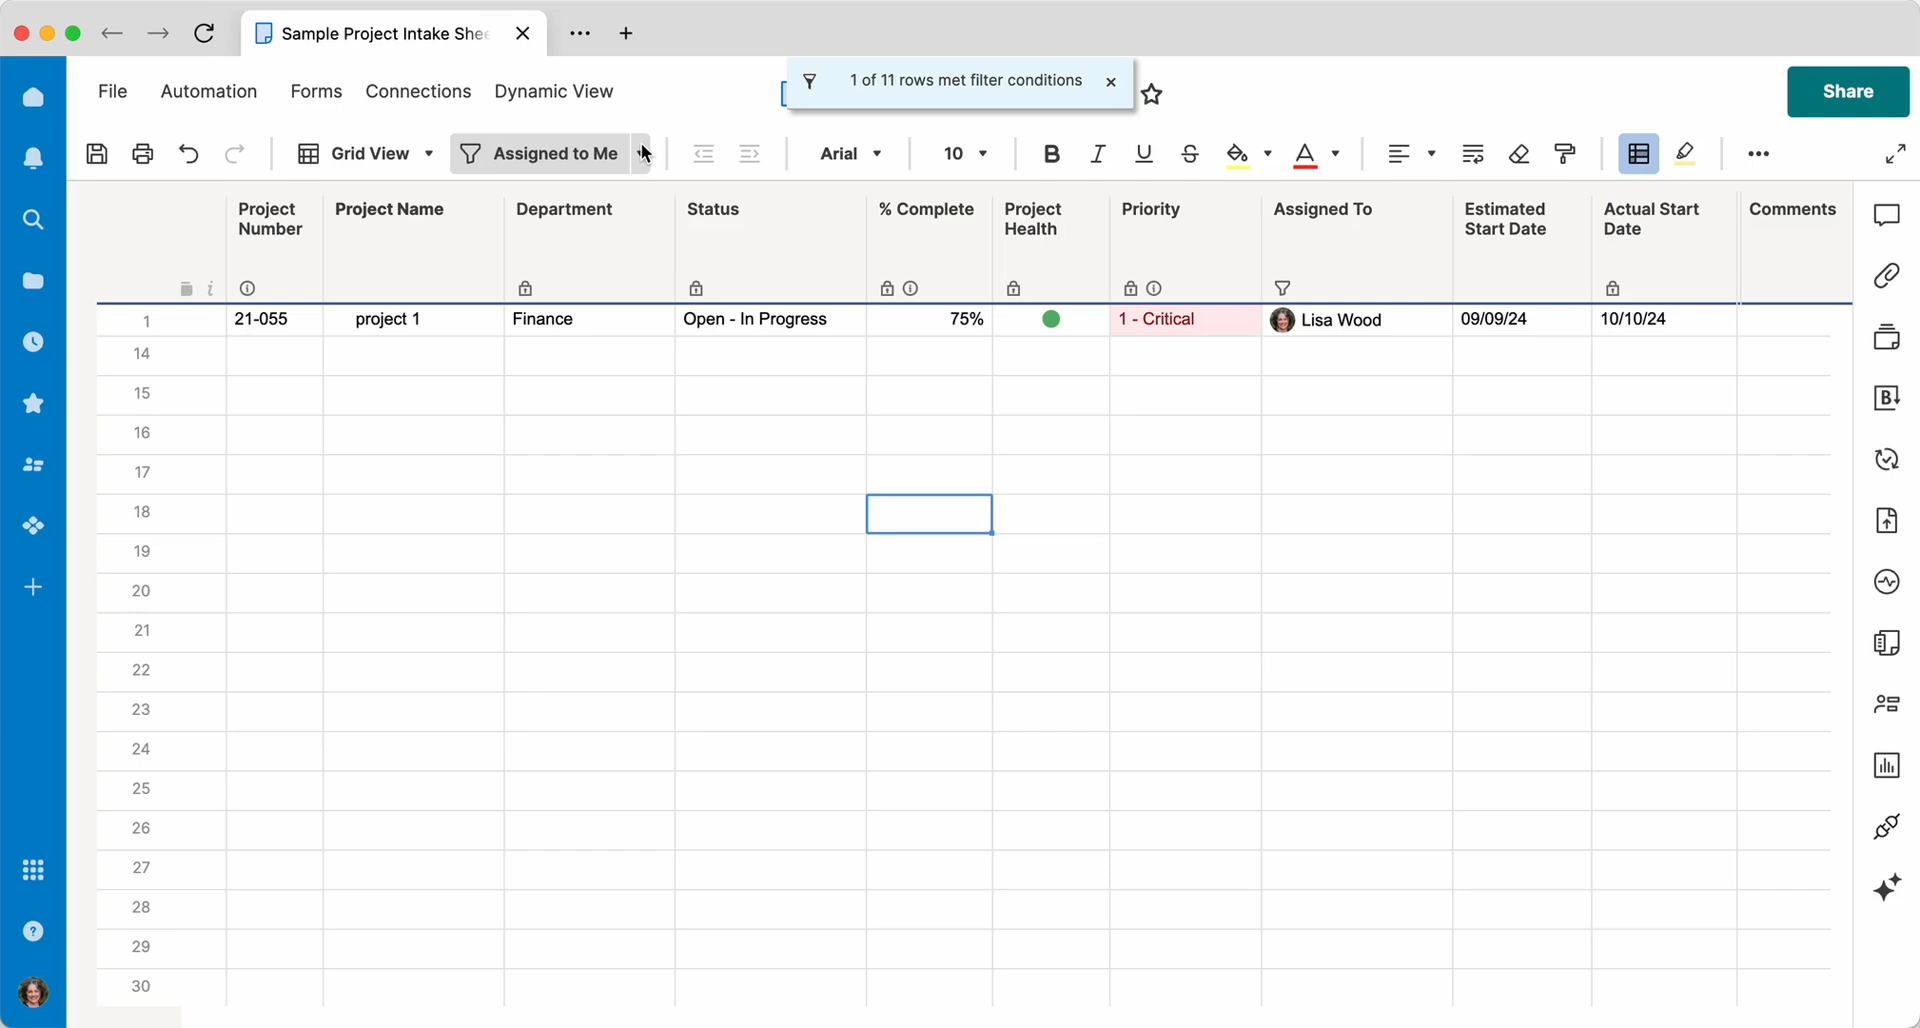 Sample Project Intake Shee
File Automation Forms Connections Dynamic View
1 of 11 rows met filter conditions
Share
Grid View Assigned to Me Arial 10 B I U S A
Project Number
Project Name
Department
Status
% Complete
Project Health
Priority
Assigned To
Estimated Start Date
Actual Start Date
Comments
1 21-055 project 1 Finance Open - In Progress 75% 1 - Critical Lisa Wood 09/09/24 10/10/24
14
15
16
17
18
19
20
21
22
23
24
25
26
27
28
29
30